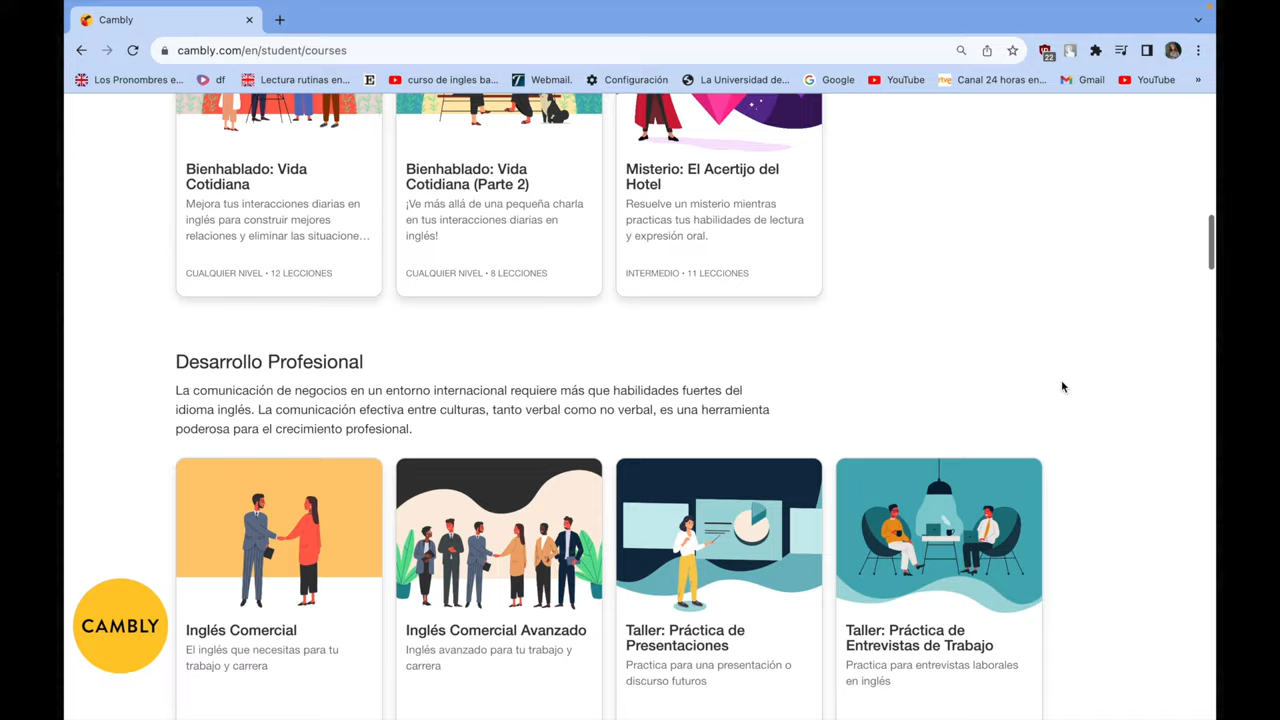 Cambly
cambly.com/en/student/courses
Los Pronombres e...
df
Lectura rutinas en...
curso de ingles ba...
Webmail.
Configuración
La Universidad de...
Google
YouTube
Canal 24 horas en...
Gmail
YouTube
»
22
Bienhablado: Vida
Cotidiana
Mejora tus interacciones diarias en
inglés para construir mejores
relaciones y eliminar las situacione...
CUALQUIER NIVEL • 12 LECCIONES
Bienhablado: Vida
Cotidiana (Parte 2)
¡Ve más allá de una pequeña charla
en tus interacciones diarias en
inglés!
CUALQUIER NIVEL • 8 LECCIONES
Misterio: El Acertijo del
Hotel
Resuelve un misterio mientras
practicas tus habilidades de lectura
y expresión oral.
INTERMEDIO • 11 LECCIONES
Desarrollo Profesional
La comunicación de negocios en un entorno internacional requiere más que habilidades fuertes del
idioma inglés. La comunicación efectiva entre culturas, tanto verbal como no verbal, es una herramienta
poderosa para el crecimiento profesional.
Inglés Comercial
El inglés que necesitas para tu
trabajo y carrera
Inglés Comercial Avanzado
Inglés avanzado para tu trabajo y
carrera
Taller: Práctica de
Presentaciones
Practica para una presentación o
discurso futuros
Taller: Práctica de
Entrevistas de Trabajo
Practica para entrevistas laborales
en inglés
CAMBLY